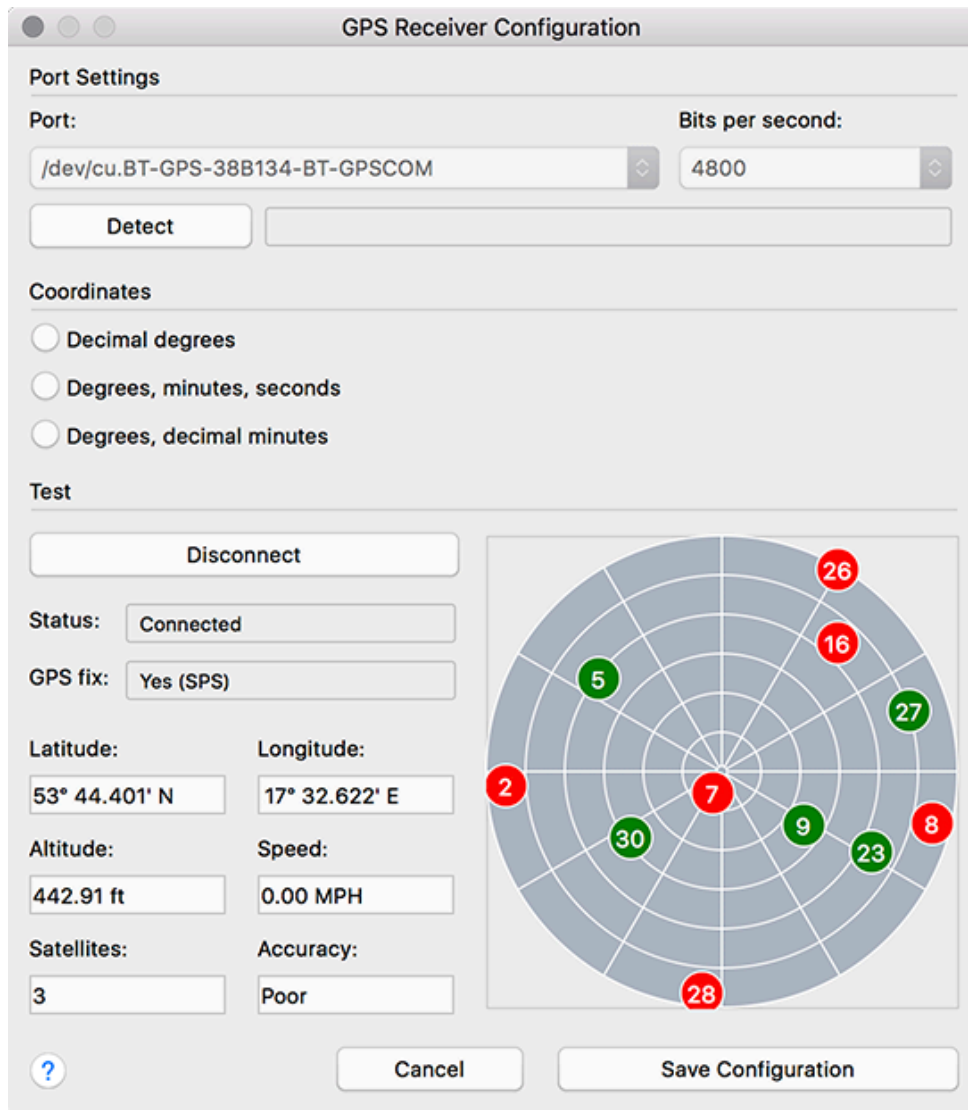 GPS Receiver Configuration
Port Settings
Port:
Bits per second:
/dev/cu.BT-GPS-38B134-BT-GPSCOM
4800
Detect
Coordinates
Decimal degrees
Degrees, minutes, seconds
Degrees, decimal minutes
Test
Disconnect
Status:
Connected
GPS fix:
Yes (SPS)
Latitude:
Longitude:
53° 44.401' N
17° 32.622' E
Altitude:
Speed:
442.91 ft
0.00 MPH
Satellites:
Accuracy:
3
Poor
26
16
5
27
2
7
9
8
30
23
28
?
Cancel
Save Configuration